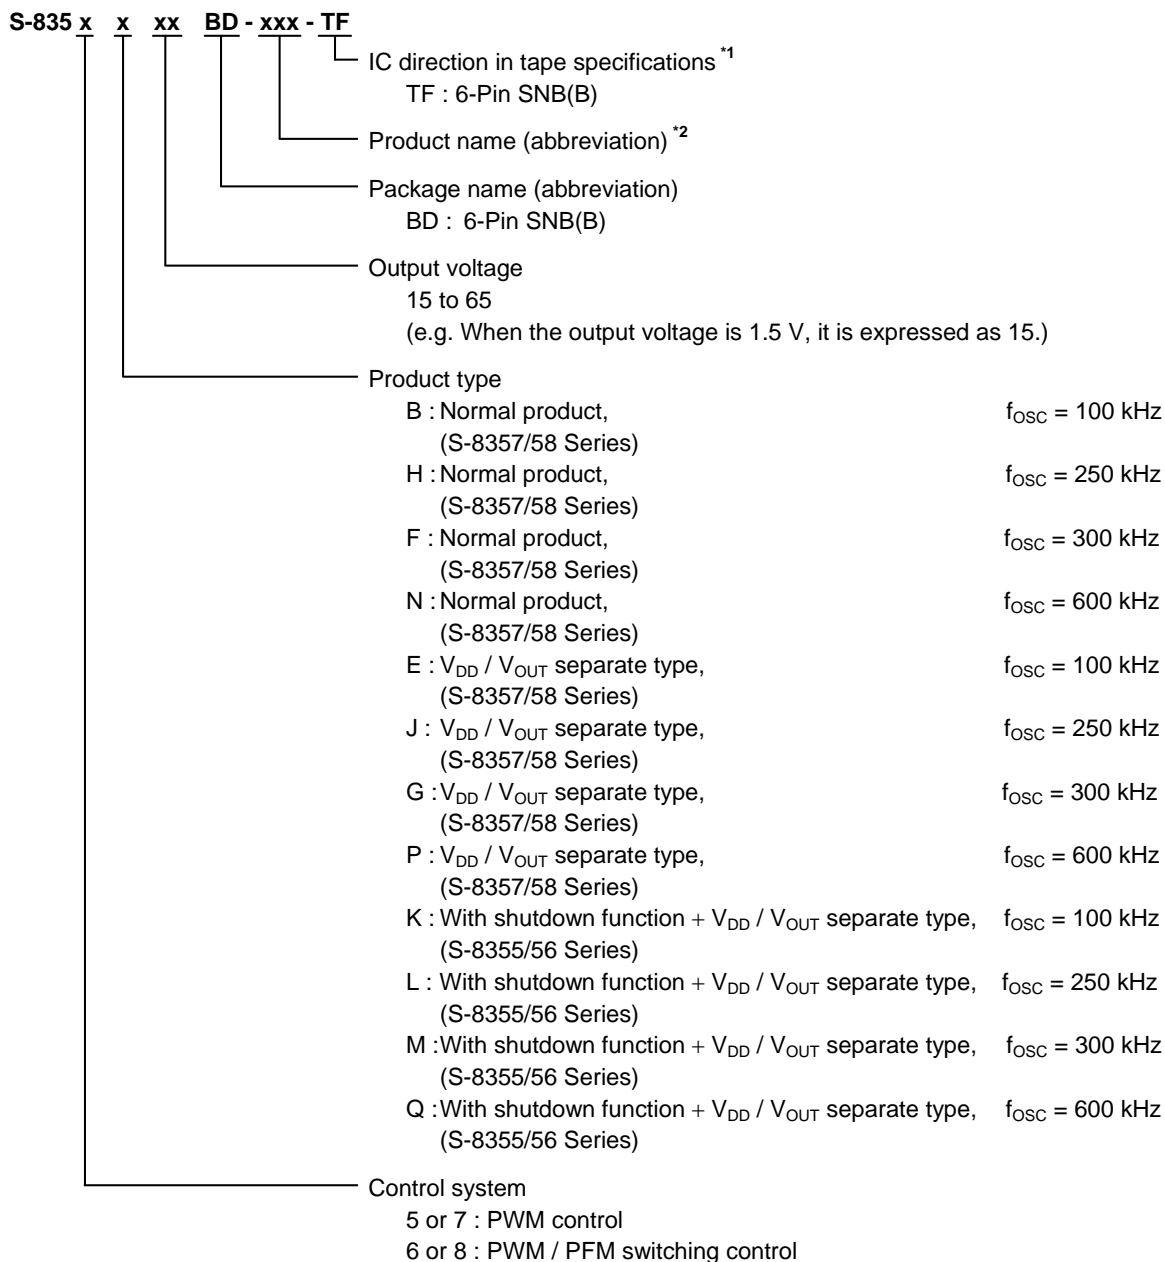 S-835 x x xx BD - xxx - TF
IC direction in tape specifications *1
TF : 6-Pin SNB(B)
Product name (abbreviation) *2
Package name (abbreviation)
BD : 6-Pin SNB(B)
Output voltage
15 to 65
(e.g. When the output voltage is 1.5 V, it is expressed as 15.)
Product type
B : Normal product, fOSC = 100 kHz
(S-8357/58 Series)
H : Normal product, fOSC = 250 kHz
(S-8357/58 Series)
F : Normal product, fOSC = 300 kHz
(S-8357/58 Series)
N : Normal product, fOSC = 600 kHz
(S-8357/58 Series)
E : VDD / VOUT separate type, fOSC = 100 kHz
(S-8357/58 Series)
J : VDD / VOUT separate type, fOSC = 250 kHz
(S-8357/58 Series)
G : VDD / VOUT separate type, fOSC = 300 kHz
(S-8357/58 Series)
P : VDD / VOUT separate type, fOSC = 600 kHz
(S-8357/58 Series)
K : With shutdown function + VDD / VOUT separate type, fOSC = 100 kHz
(S-8355/56 Series)
L : With shutdown function + VDD / VOUT separate type, fOSC = 250 kHz
(S-8355/56 Series)
M : With shutdown function + VDD / VOUT separate type, fOSC = 300 kHz
(S-8355/56 Series)
Q : With shutdown function + VDD / VOUT separate type, fOSC = 600 kHz
(S-8355/56 Series)
Control system
5 or 7 : PWM control
6 or 8 : PWM / PFM switching control